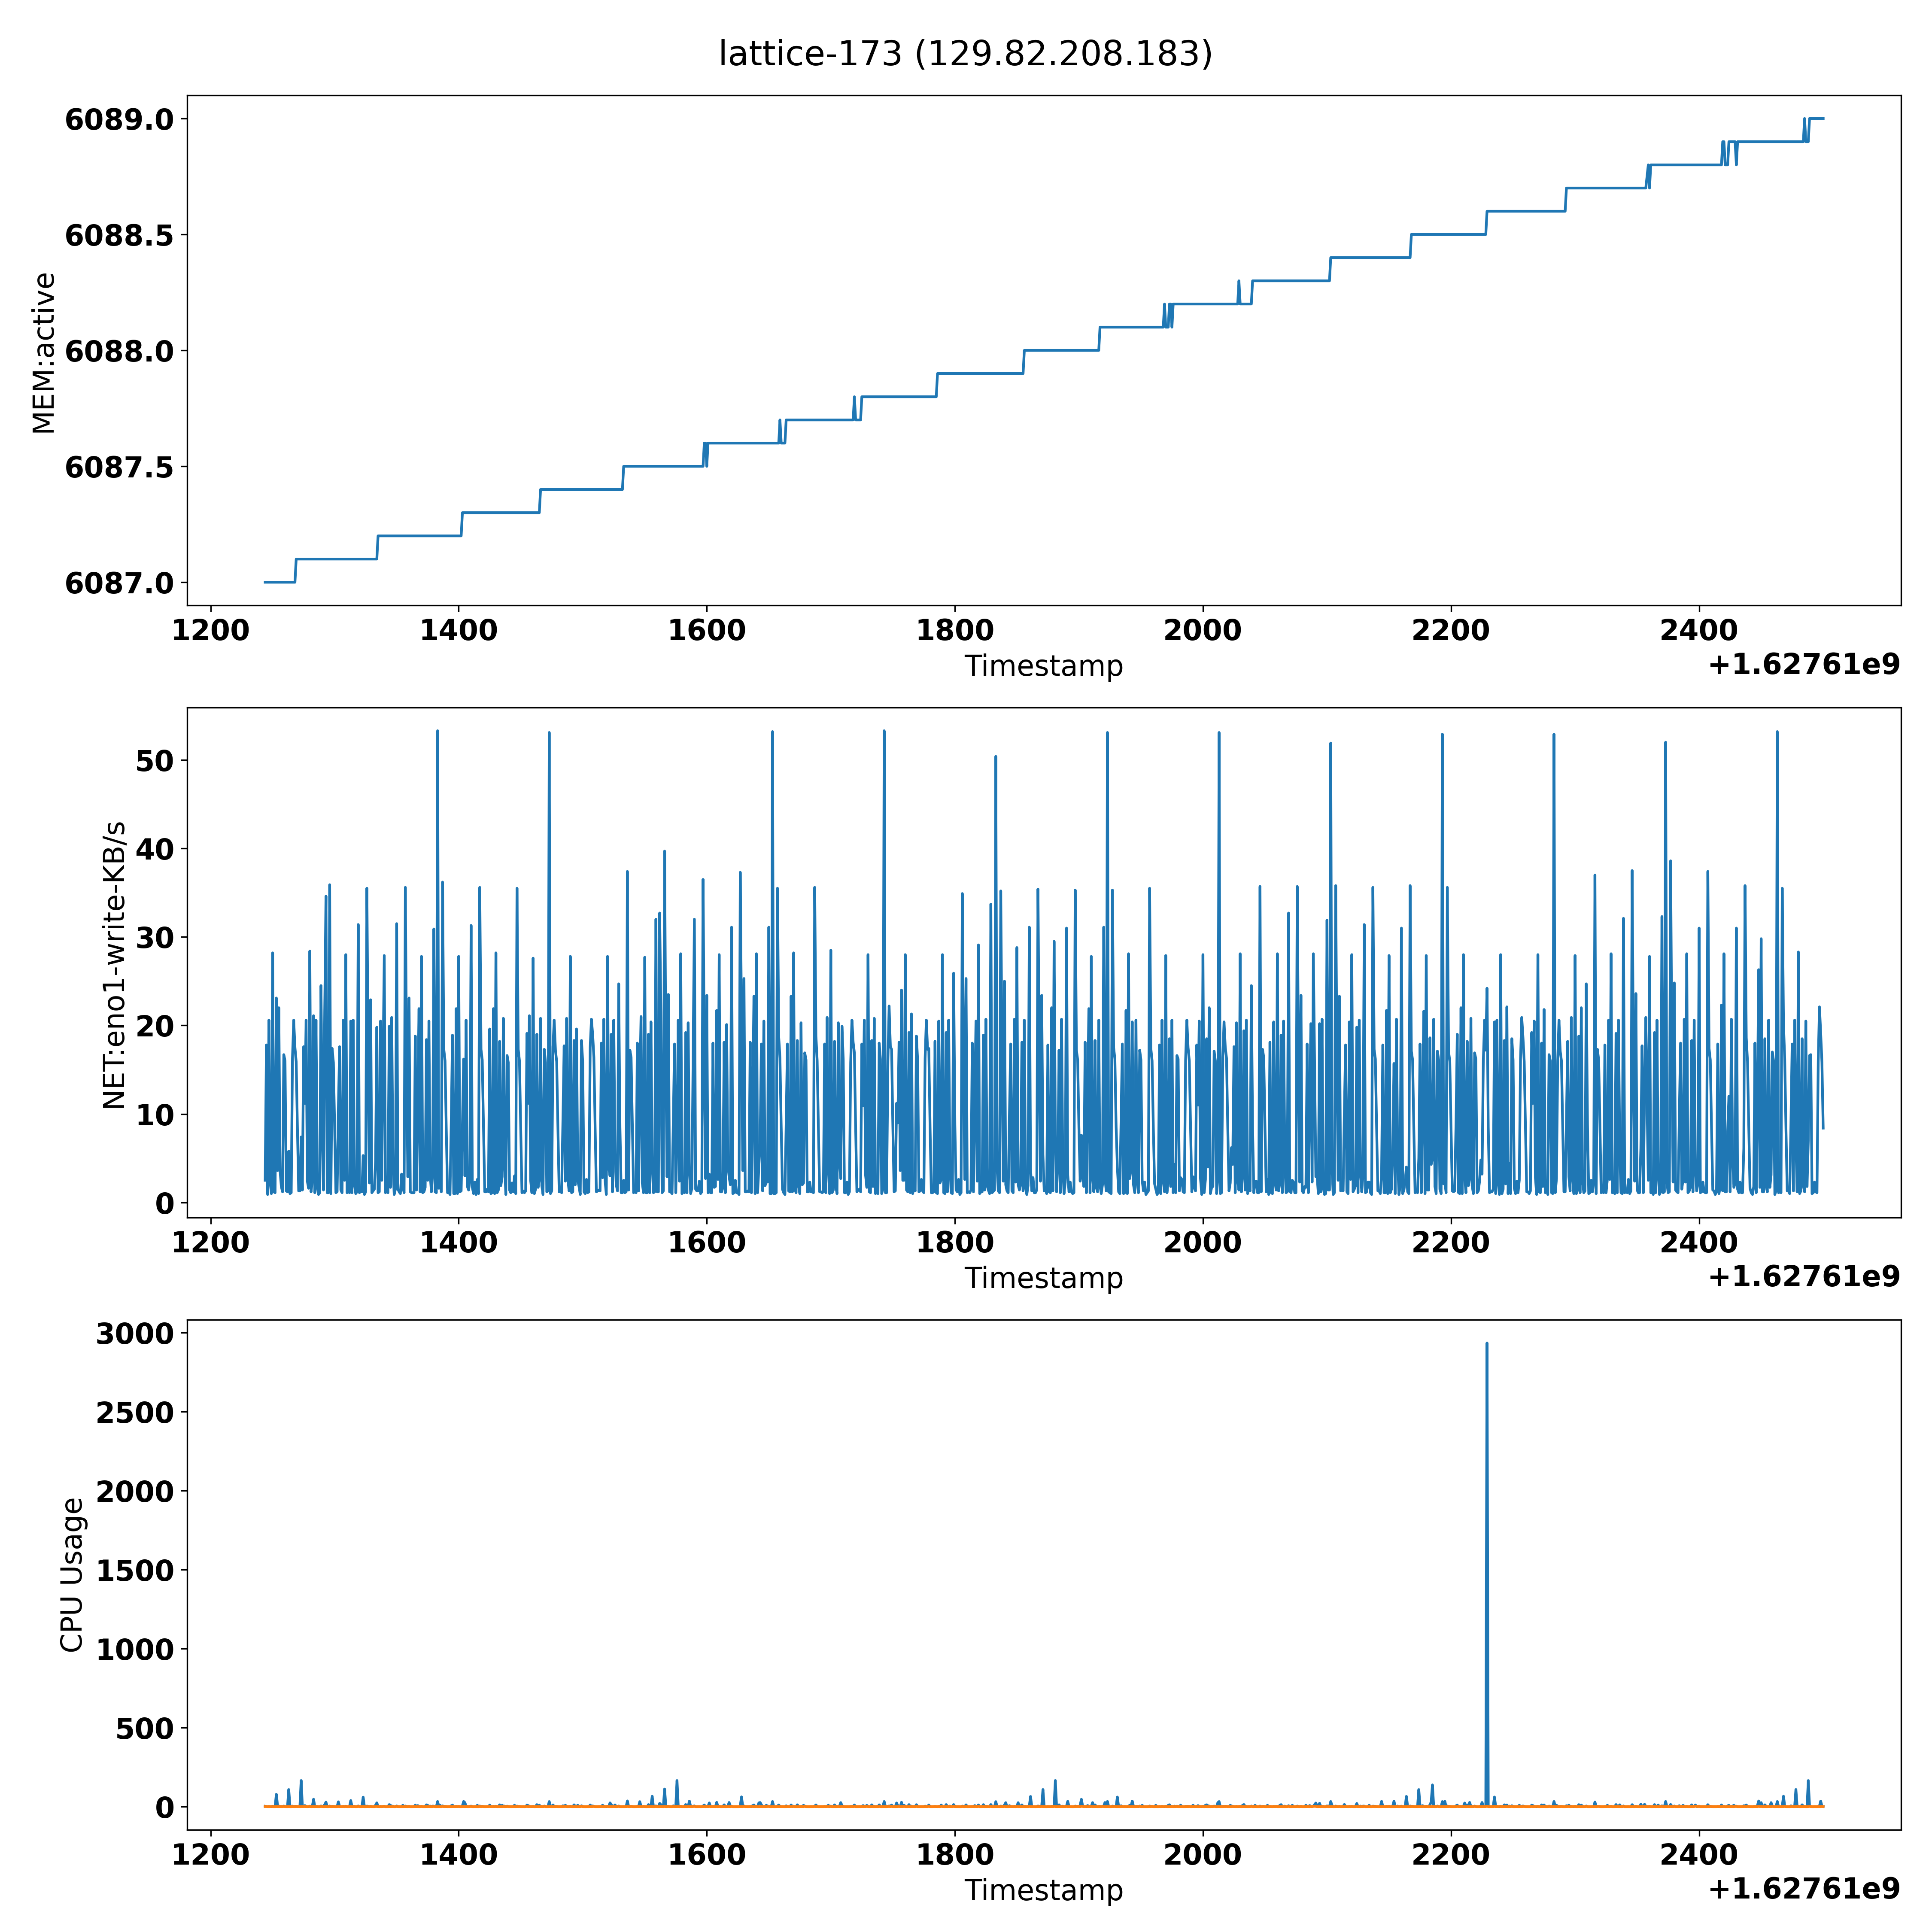 lattice-173 (129.82.208.183)
MEM:active
6089.0
6088.5
6088.0
6087.5
6087.0
1200 1400 1600 1800 2000 2200 2400
Timestamp
+1.62761e9
NET:eno1-write-KB/s
50
40
30
20
10
0
1200 1400 1600 1800 2000 2200 2400
Timestamp
+1.62761e9
CPU Usage
3000
2500
2000
1500
1000
500
0
1200 1400 1600 1800 2000 2200 2400
Timestamp
+1.62761e9